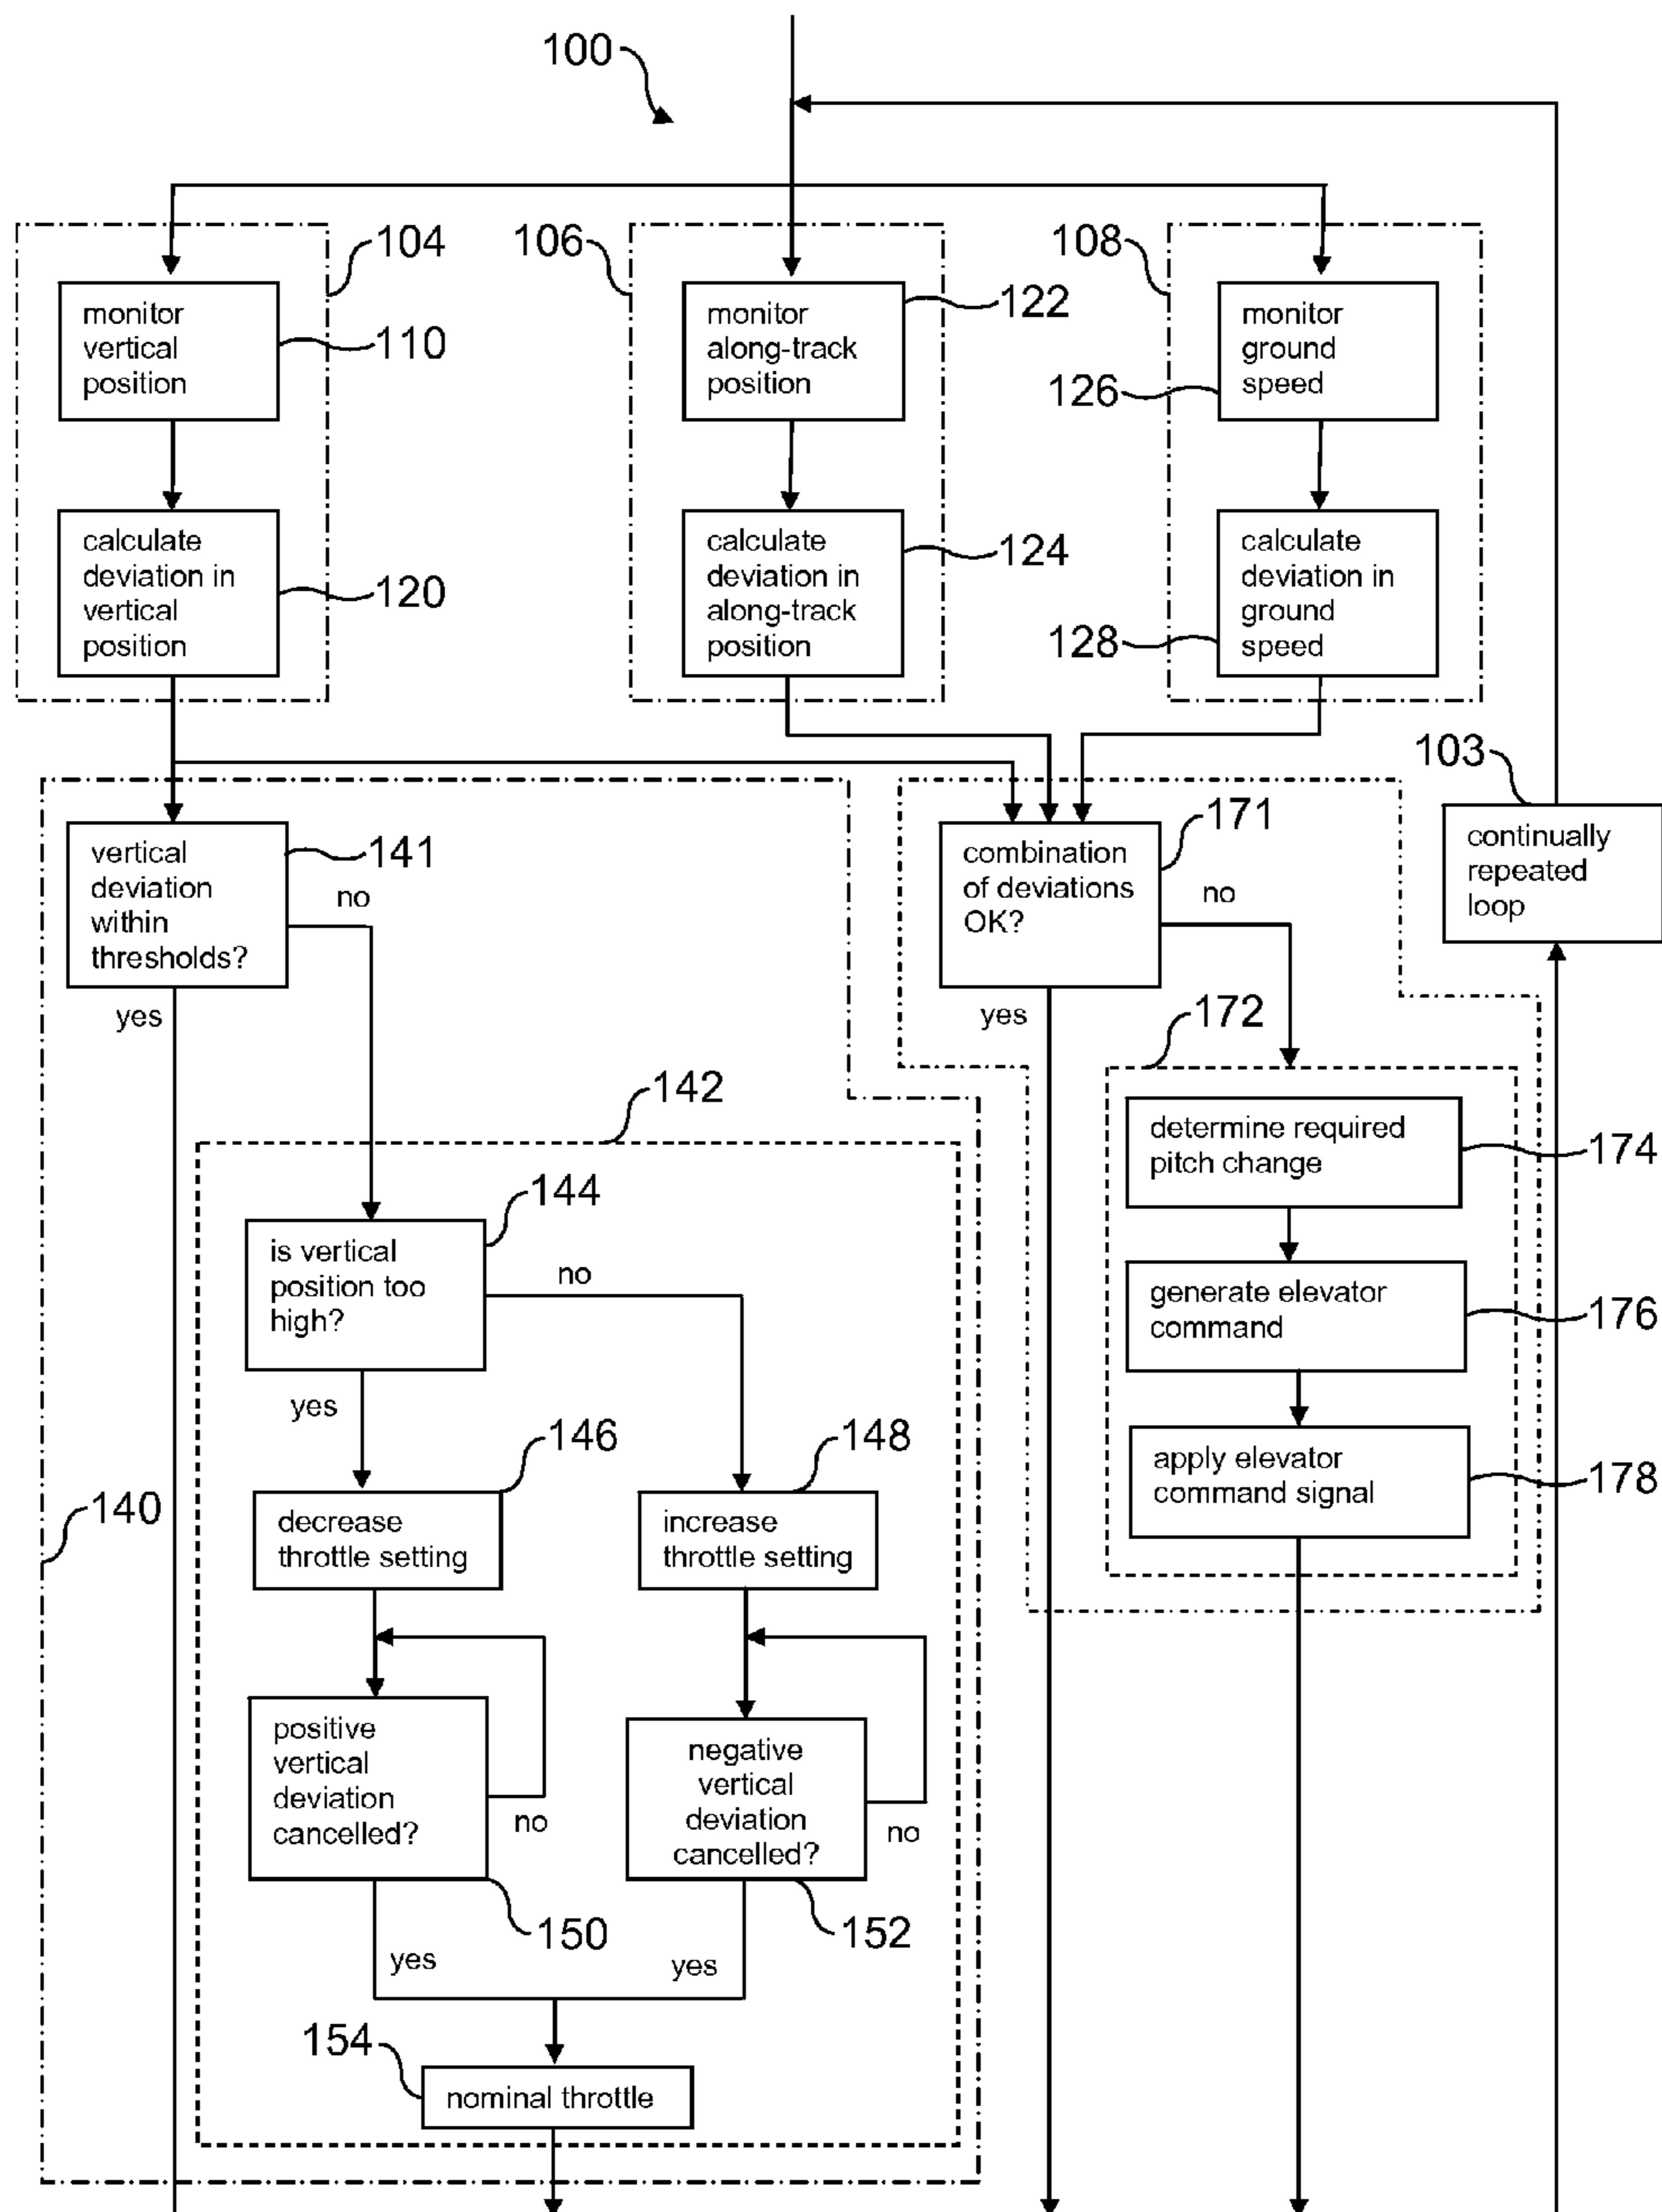 100
104
106
108
monitor
vertical
position
110
monitor
along-track
position
122
monitor
ground
speed
126
calculate
deviation in
vertical
position
120
calculate
deviation in
along-track
position
124
calculate
deviation in
ground
speed
128
103
continually
repeated
loop
vertical
deviation
within
thresholds?
141
no
yes
combination
of deviations
OK?
171
no
yes
172
142
determine required
pitch change
174
144
is vertical
position too
high?
no
yes
generate elevator
command
176
146
148
apply elevator
command signal
178
140
decrease
throttle setting
increase
throttle setting
positive
vertical
deviation
cancelled?
no
negative
vertical
deviation
cancelled?
no
150
152
yes
yes
154
nominal throttle